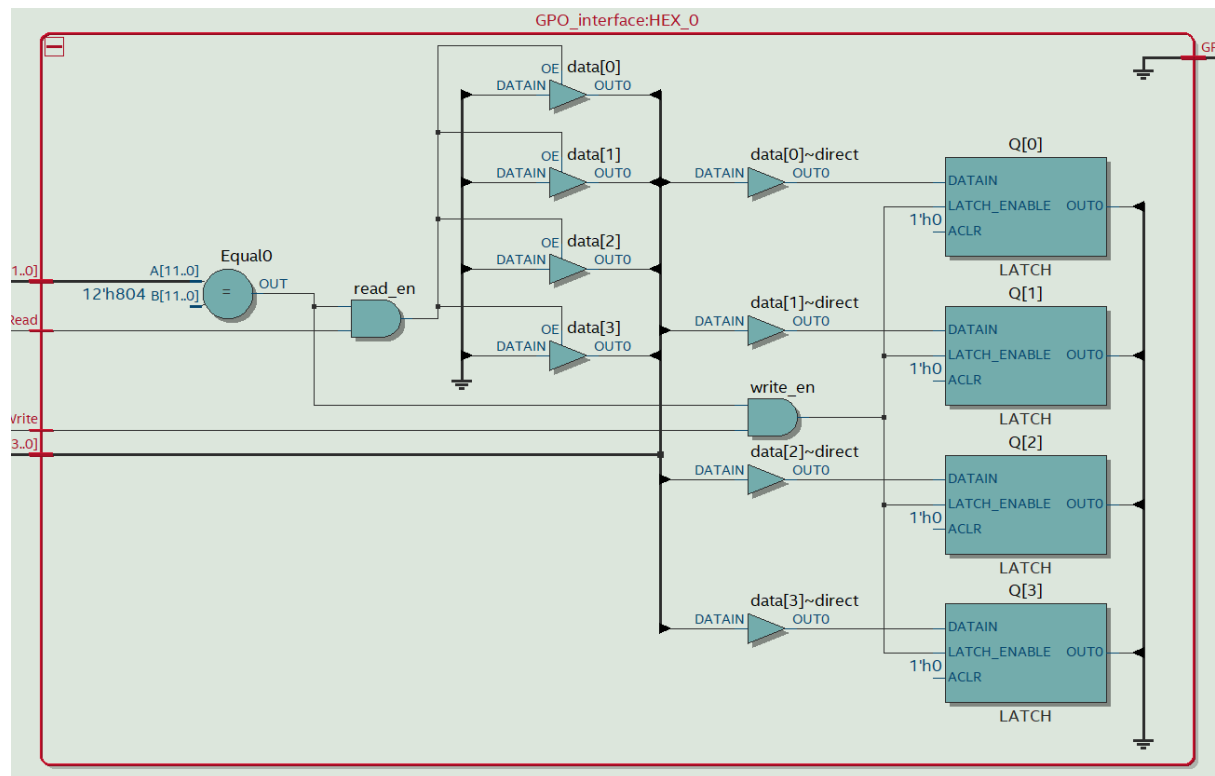 GPO_interface:HEX_0
GP
OE data[0]
DATAIN OUT0
OE data[1]
DATAIN OUT0
OE data[2]
DATAIN OUT0
OE data[3]
DATAIN OUT0
1..0]
Equal0
A[11..0]
12'h804 B[11..0]
=
OUT
Read
read_en
Write
3..0]
write_en
data[0]~direct
DATAIN OUT0
data[1]~direct
DATAIN OUT0
data[2]~direct
DATAIN OUT0
data[3]~direct
DATAIN OUT0
Q[0]
DATAIN
LATCH_ENABLE OUT0
1'h0
ACLR
LATCH
Q[1]
DATAIN
LATCH_ENABLE OUT0
1'h0
ACLR
LATCH
Q[2]
DATAIN
LATCH_ENABLE OUT0
1'h0
ACLR
LATCH
Q[3]
DATAIN
LATCH_ENABLE OUT0
1'h0
ACLR
LATCH